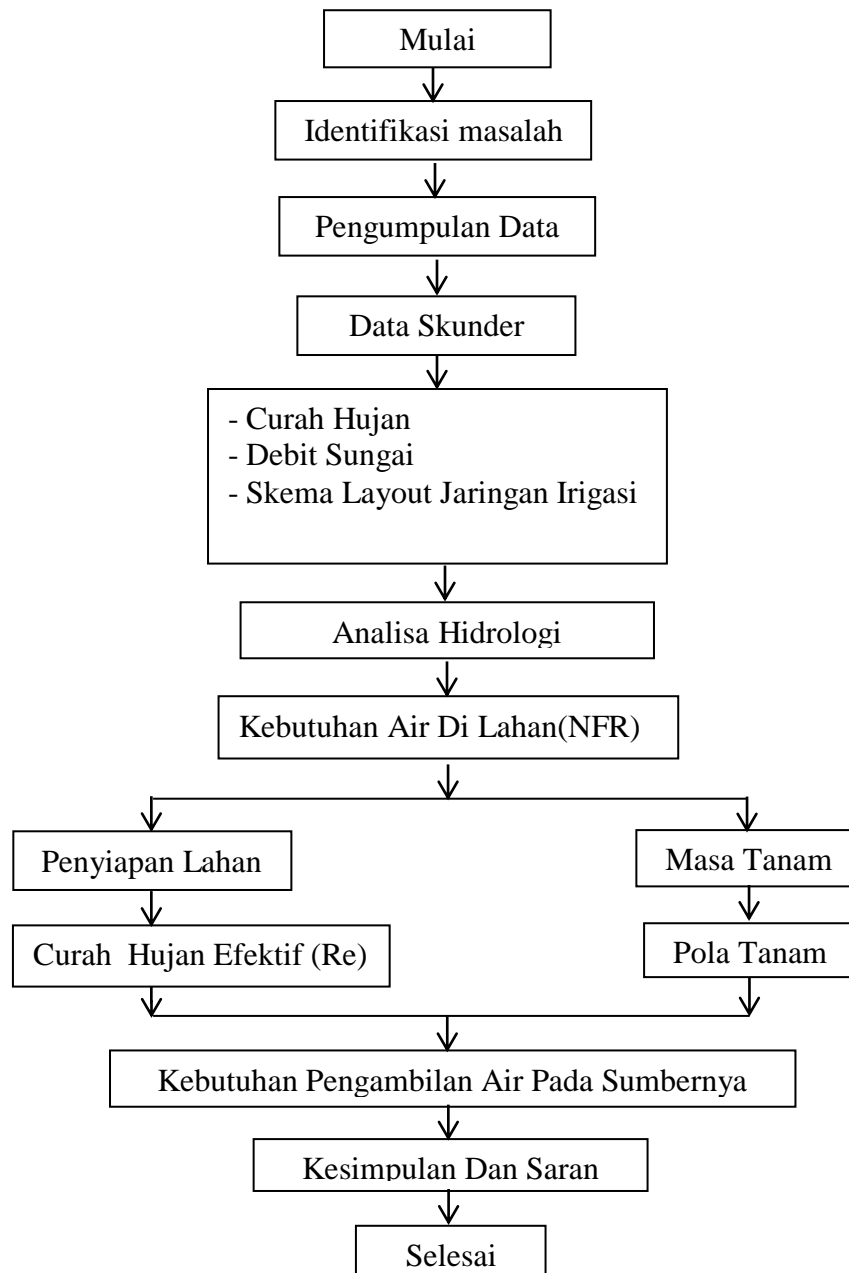 Mulai
Identifikasi masalah
Pengumpulan Data
Data Skunder
- Curah Hujan
- Debit Sungai
- Skema Layout Jaringan Irigasi
Analisa Hidrologi
Kebutuhan Air Di Lahan(NFR)
Penyiapan Lahan
Masa Tanam
Curah Hujan Efektif (Re)
Pola Tanam
Kebutuhan Pengambilan Air Pada Sumbernya
Kesimpulan Dan Saran
Selesai